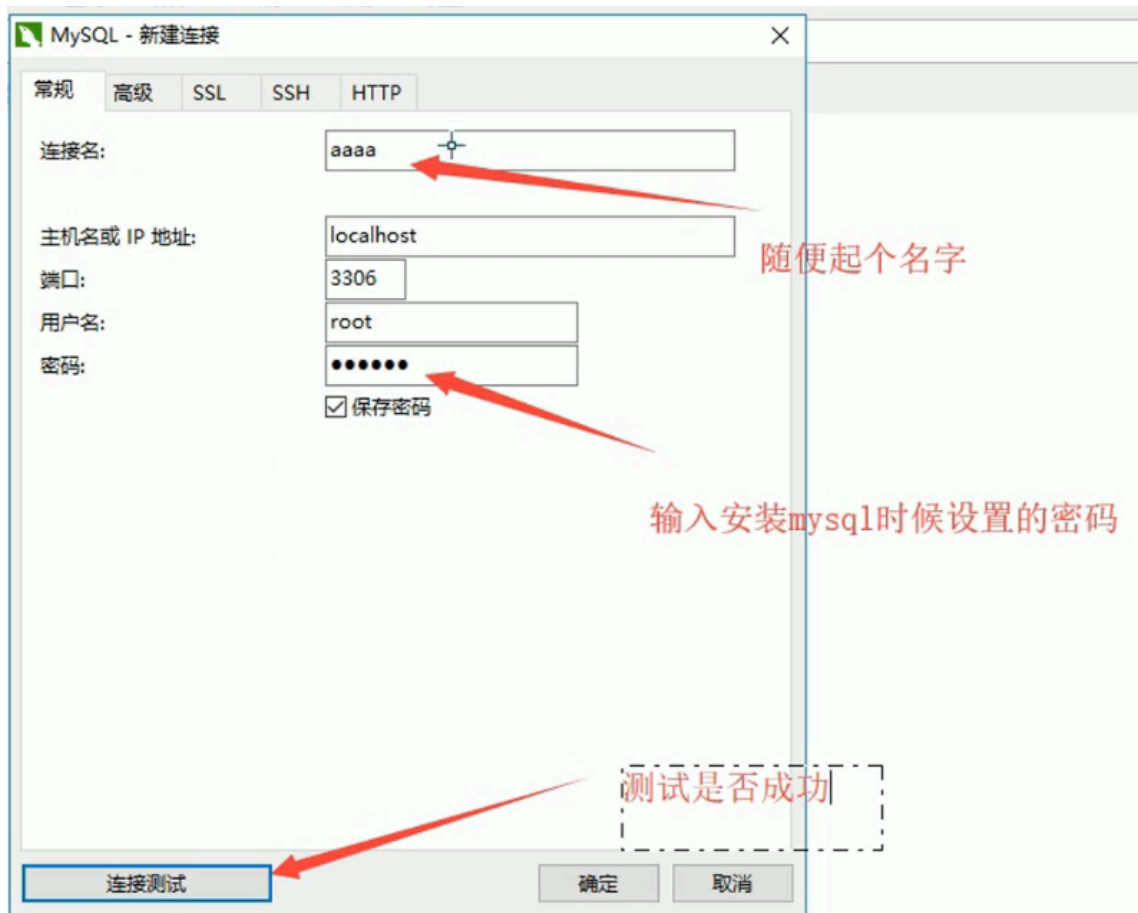 MySQL - 新建连接
常规 高级 SSL SSH HTTP
连接名: aaaa
主机名或 IP 地址: localhost
随便起个名字
端口: 3306
用户名: root
密码: ●●●●●●
保存密码
输入安装mysql时候设置的密码
测试是否成功
连接测试 确定 取消